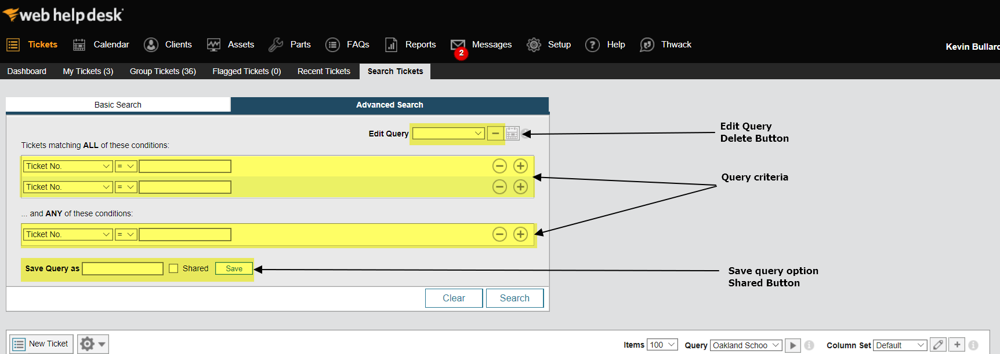 web help desk
Tickets Calendar Clients Assets Parts FAQs Reports Messages Setup Help Thwack
2
Kevin Bullard
Dashboard My Tickets (3) Group Tickets (36) Flagged Tickets (0) Recent Tickets Search Tickets
Basic Search Advanced Search
Edit Query
Edit Query
Delete Button
Tickets matching ALL of these conditions:
Ticket No. =
Ticket No. =
Query criteria
... and ANY of these conditions:
Ticket No. =
Save Query as Shared Save
Save query option
Shared Button
Clear Search
New Ticket Items 100 Query Oakland Schoo Column Set Default